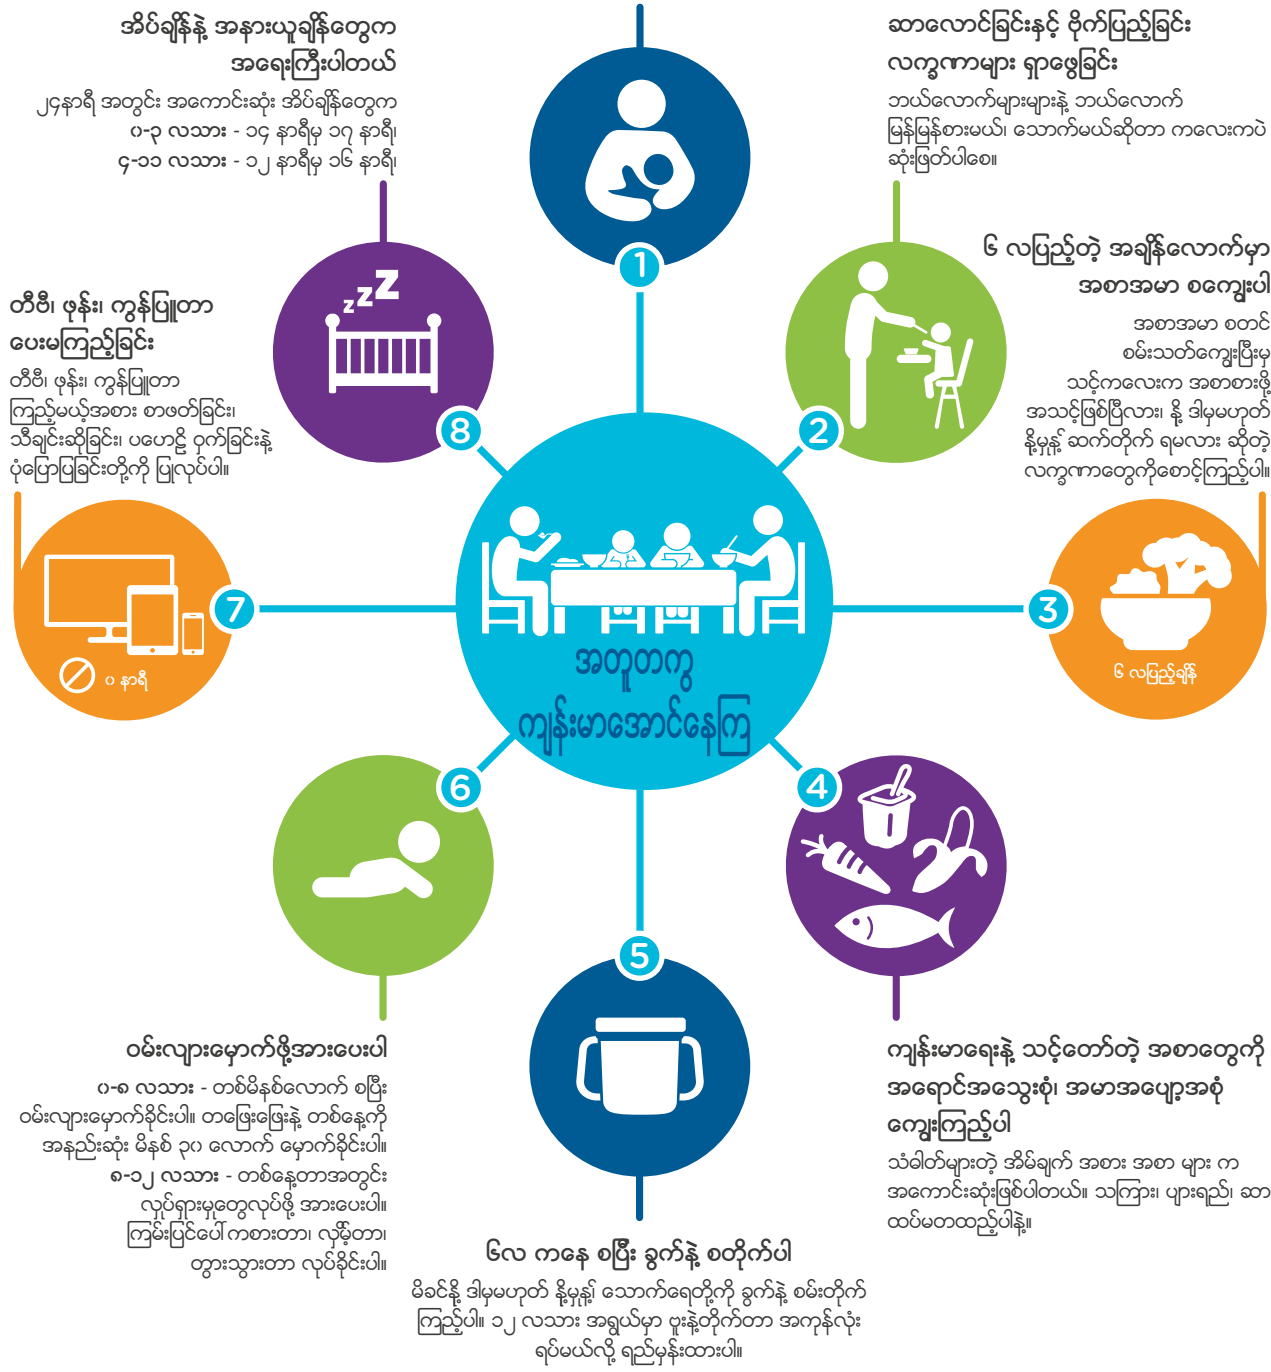 အိပ်ချိန်နဲ့ အနားယူချိန်တွေက
အရေးကြီးပါတယ်
၂၄နာရီ အတွင်း အကောင်းဆုံး အိပ်ချိန်တွေက
၀-၃ လသား - ၁၄ နာရီမှ ၁၇ နာရီ၊
၄-၁၁ လသား - ၁၂ နာရီမှ ၁၆ နာရီ၊
1
ဆာလောင်ခြင်းနှင့် ဗိုက်ပြည့်ခြင်း
လက္ခဏာများ ရှာဖွေခြင်း
ဘယ်လောက်များများနဲ့ ဘယ်လောက်
မြန်မြန်စားမယ်၊ သောက်မယ်ဆိုတာ ကလေးကပဲ
ဆုံးဖြတ်ပါစေ။
2
၆ လပြည့်တဲ့ အချိန်လောက်မှာ
အစာအမာ စကျွေးပါ
အစာအမာ စတင်
စမ်းသတ်ကျွေးပြီးမှ
သင့်ကလေးက အစာစားဖို့
အသင့်ဖြစ်ပြီလား၊ နို့ ဒါမှမဟုတ်
နို့မှုန့် ဆက်တိုက် ရမလား ဆိုတဲ့
လက္ခဏာတွေကိုစောင့်ကြည့်ပါ။
3
၆ လပြည့်ချိန်
4
ကျန်းမာရေးနဲ့ သင့်တော်တဲ့ အစာတွေကို
အရောင်အသွေးစုံ၊ အမာအပျော့အစုံ
ကျွေးကြည့်ပါ
သံဓါတ်များတဲ့ အိမ်ချက် အစား အစာ များ က
အကောင်းဆုံးဖြစ်ပါတယ်။ သကြား၊ ပျားရည်၊ ဆာ
ထပ်မတထည့်ပါနဲ့။
5
၆လ ကနေ စပြီး ခွက်နဲ့ စတိုက်ပါ
မိခင်နို့ ဒါမှမဟုတ် နို့မှုန့်၊ သောက်ရေတို့ကို ခွက်နဲ့ စမ်းတိုက်
ကြည့်ပါ။ ၁၂ လသား အရွယ်မှာ ဗူးနဲ့တိုက်တာ အကုန်လုံး
ရပ်မယ်လို့ ရည်မှန်းထားပါ။
6
ဝမ်းလျားမှောက်ဖို့အားပေးပါ
၀-၈ လသား - တစ်မိနစ်လောက် စပြီး
ဝမ်းလျားမှောက်ခိုင်းပါ။ တဖြေးဖြေးနဲ့ တစ်နေ့ကို
အနည်းဆုံး မိနစ် ၃၀ လောက် မှောက်ခိုင်းပါ။
၈-၁၂ လသား - တစ်နေ့တာအတွင်း
လှုပ်ရှားမှုတွေလုပ်ဖို့ အားပေးပါ။
ကြမ်းပြင်ပေါ် ကစားတာ၊ လှိမ့်တာ၊
တွားသွားတာ လုပ်ခိုင်းပါ။
7
တီဗီ၊ ဖုန်း၊ ကွန်ပြူတာ
ပေးမကြည့်ခြင်း
တီဗီ၊ ဖုန်း၊ ကွန်ပြူတာ
ကြည့်မယ့်အစား စာဖတ်ခြင်း၊
သီချင်းဆိုခြင်း၊ ပဟေဠိ ဝှက်ခြင်းနဲ့
ပုံပြောပြခြင်းတို့ကို ပြုလုပ်ပါ။
၀ နာရီ
8
zzz
အတူတကွ
ကျန်းမာအောင်နေကြ